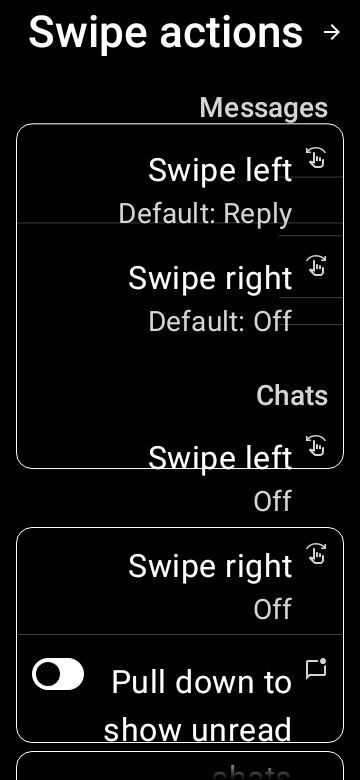 Swipe actions
Messages
Swipe left
Default: Reply
Swipe right
Default: Off
Chats
Swipe left
Off
Swipe right
Off
Pull down to
show unread
chats